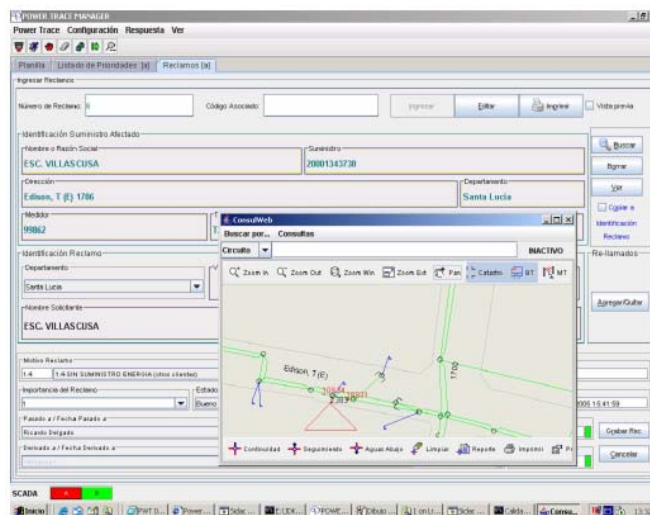 POWER TRACE MANAGER
Power Trace Configuración Respuesta Ver
Planilla Listado de Prioridades [a] Reclamos [a]
Ingresar Reclamos
Número de Reclamo: 6 Código Asociado: Ingresar Editar Imprimir Vista previa
Identificación Suministro Afectado
Nombre o Razón Social Suministro
ESC. VILLASCUSA 20001343730
Buscar
Borrar
Dirección Departamento
Edison, T (E) 1786 Santa Lucía
Ver
Copiar a
Identificación
Reclamo
Medidor
99862
ConsulWeb
Buscar por... Consultas
Circuito INACTIVO
Zoom In Zoom Out Zoom Win Zoom Ext Pan Catastro BT MT
Edison, T(E)
1700
Continuidad Seguimiento Aguas Abajo Limpiar Reporte Imprimir
Identificación Reclamo
Departamento
Santa Lucia
Re-llamados
Agregar/Quitar
Nombre Solicitante
ESC. VILLASCUSA
Motivo Reclamo
1.4 1.4-SIN SUMINISTRO ENERGIA (otros clientes)
Importancia del Reclamo Estado
1 Bueno
Pasado a / Fecha Pasado a
Ricardo Delgado
Grabar Rec.
Derivado a / Fecha Derivado a
Cancelar
SCADA A
Inicio